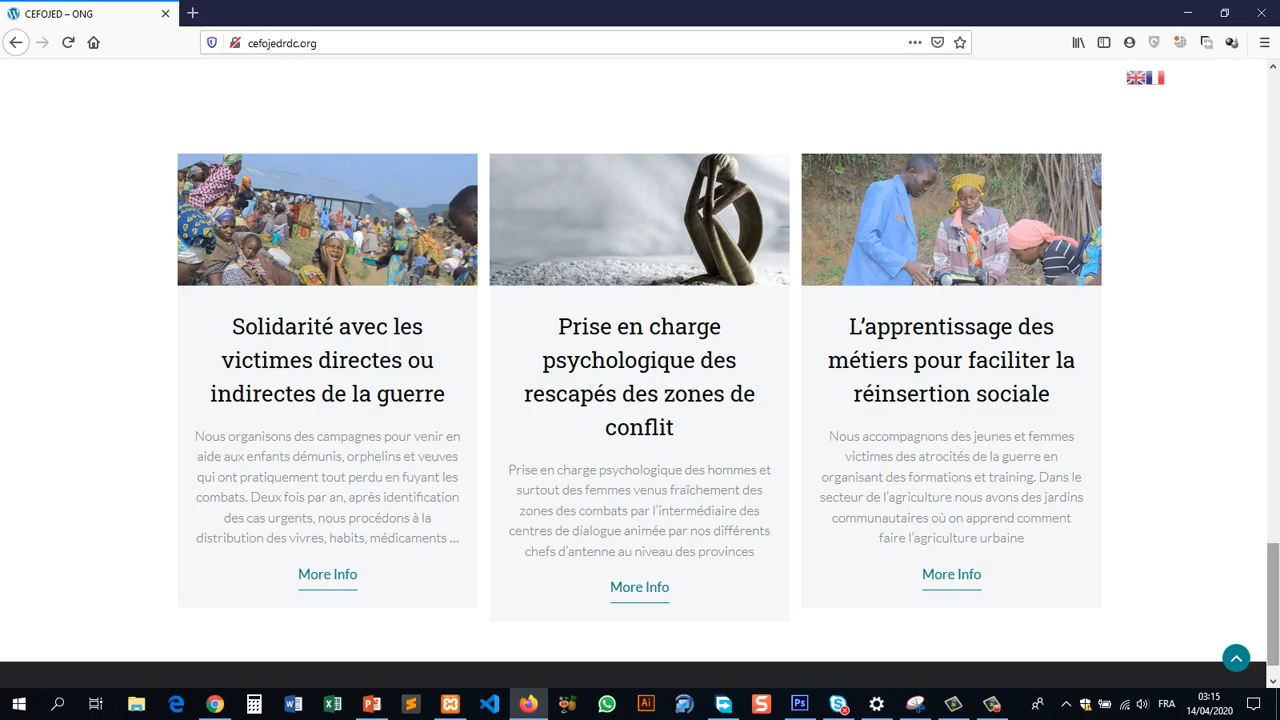 CEFOJED – ONG
cefojedrdc.org
Solidarité avec les
victimes directes ou
indirectes de la guerre
Nous organisons des campagnes pour venir en
aide aux enfants démunis, orphelins et veuves
qui ont pratiquement tout perdu en fuyant les
combats. Deux fois par an, après identification
des cas urgents, nous procédons à la
distribution des vivres, habits, médicaments ...
More Info
Prise en charge
psychologique des
rescapés des zones de
conflit
Prise en charge psychologique des hommes et
surtout des femmes venus fraîchement des
zones des combats par l'intermédiaire des
centres de dialogue animée par nos différents
chefs d'antenne au niveau des provinces
More Info
L'apprentissage des
métiers pour faciliter la
réinsertion sociale
Nous accompagnons des jeunes et femmes
victimes des atrocités de la guerre en
organisant des formations et training. Dans le
secteur de l'agriculture nous avons des jardins
communautaires où on apprend comment
faire l'agriculture urbaine
More Info
FRA
03:15
14/04/2020